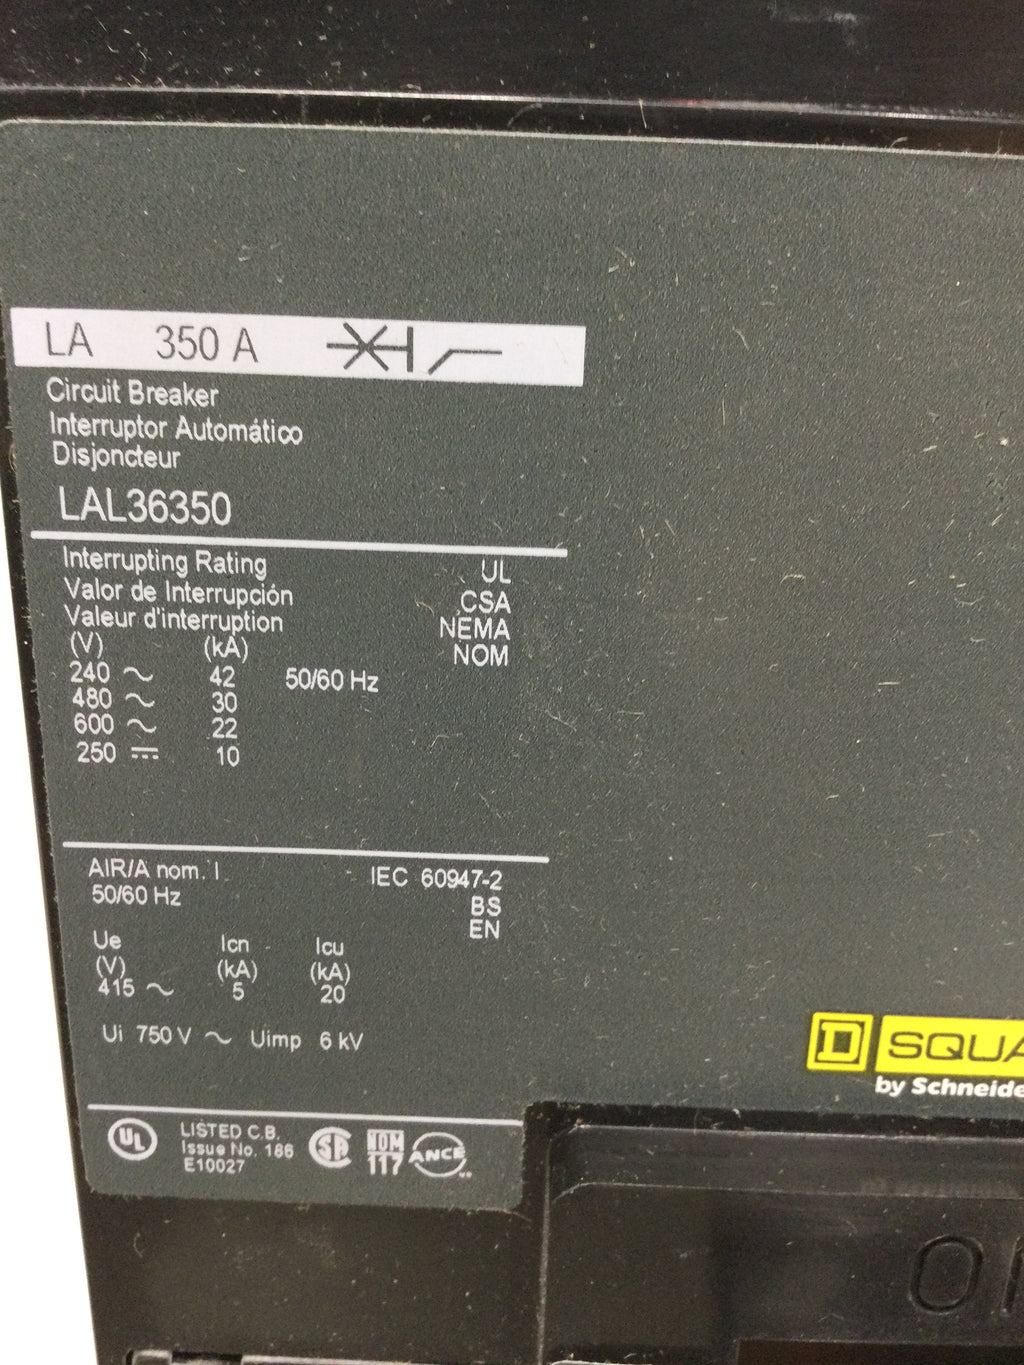 LA 350 A
Circuit Breaker
Interruptor Automático
Disjoncteur
LAL36350
Interrupting Rating UL
Valor de Interrupción CSA
Valeur d'interruption NEMA
(V) (kA) NOM
240 ~ 42 50/60 Hz
480 ~ 30
600 ~ 22
250 ⎓ 10
AIR/A nom. I IEC 60947-2
50/60 Hz BS
EN
Ue Icn Icu
(V) (kA) (kA)
415 ~ 5 20
Ui 750 V ~ Uimp 6 kV
UL LISTED C.B. SA NOM ANCE
Issue No. 186 117
E10027
D SQUA
by Schneide